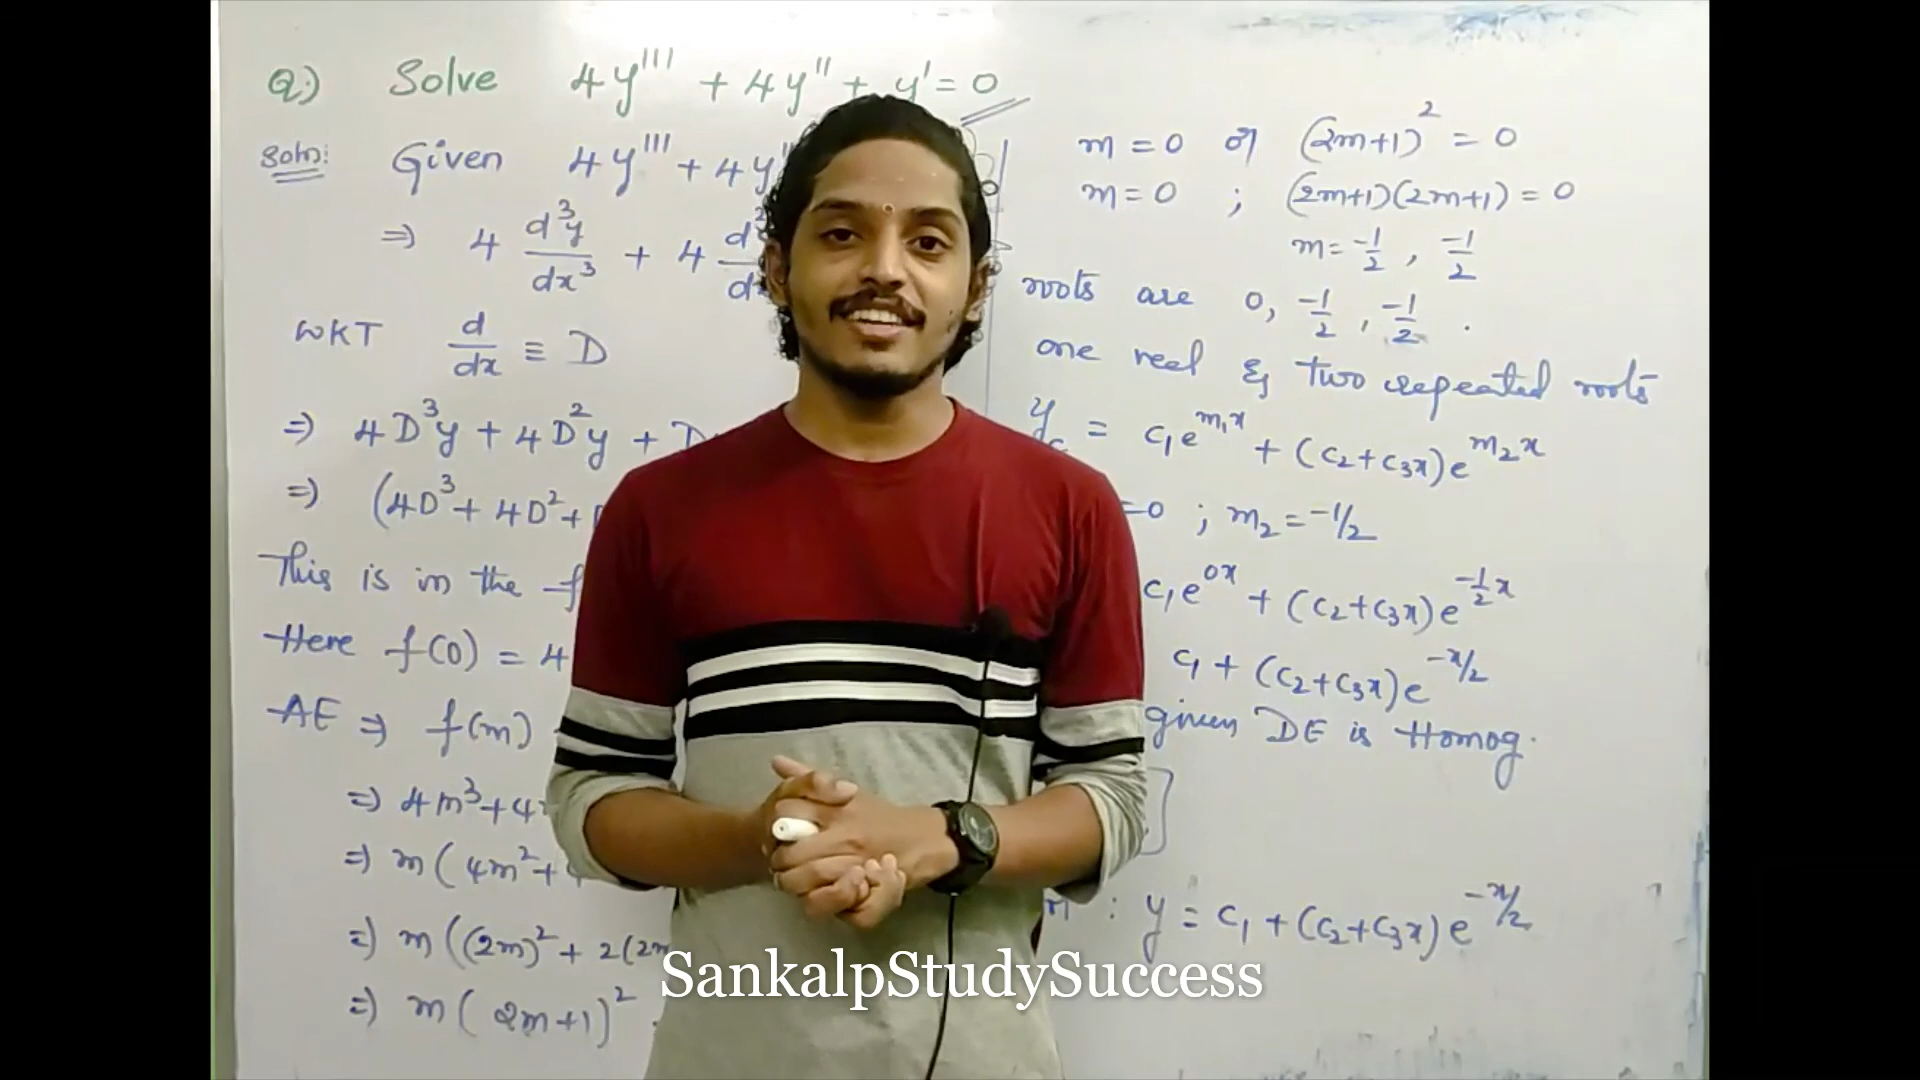 Q) Solve 4y''' + 4y'' + y' = 0
Soln: Given 4y''' + 4y''
⇒ 4 d³y/dx³ + 4 d²
WKT d/dx ≡ D
⇒ 4D³y + 4D²y + D
⇒ (4D³ + 4D² +
This is in the f
Here f(D) = 4
AE ⇒ f(m)
⇒ 4m³ + 4
⇒ m(4m² +
⇒ m((2m)² + 2(2m
⇒ m(2m+1)²
m = 0 or (2m+1)² = 0
m = 0 ; (2m+1)(2m+1) = 0
m = -1/2 , -1/2
roots are 0, -1/2 , -1/2 .
one reel & two repeated roots
y_c = c₁e^{m₁x} + (c₂+c₃x)e^{m₂x}
=0 ; m₂ = -1/2
c₁e^{0x} + (c₂+c₃x)e^{-1/2 x}
c₁ + (c₂+c₃x)e^{-x/2}
given DE is Homog.
: y = c₁ + (c₂+c₃x)e^{-x/2}
SankalpStudySuccess